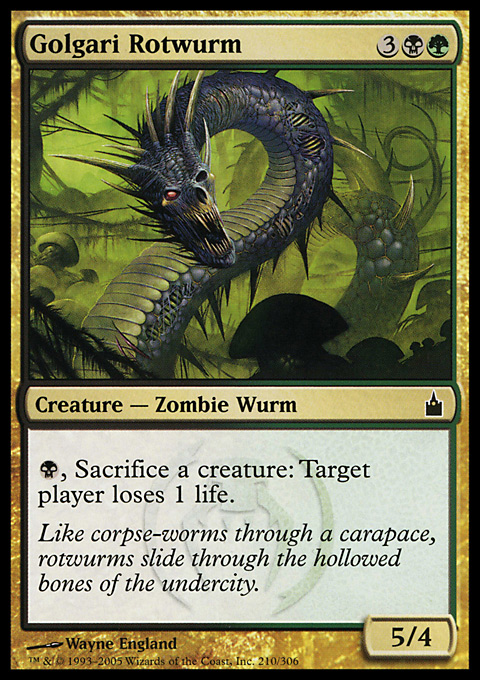 Golgari Rotwurm 3
Creature — Zombie Wurm
, Sacrifice a creature: Target
player loses 1 life.
Like corpse-worms through a carapace,
rotwurms slide through the hollowed
bones of the undercity.
5/4
Wayne England
™ & © 1993–2005 Wizards of the Coast, Inc. 210/306